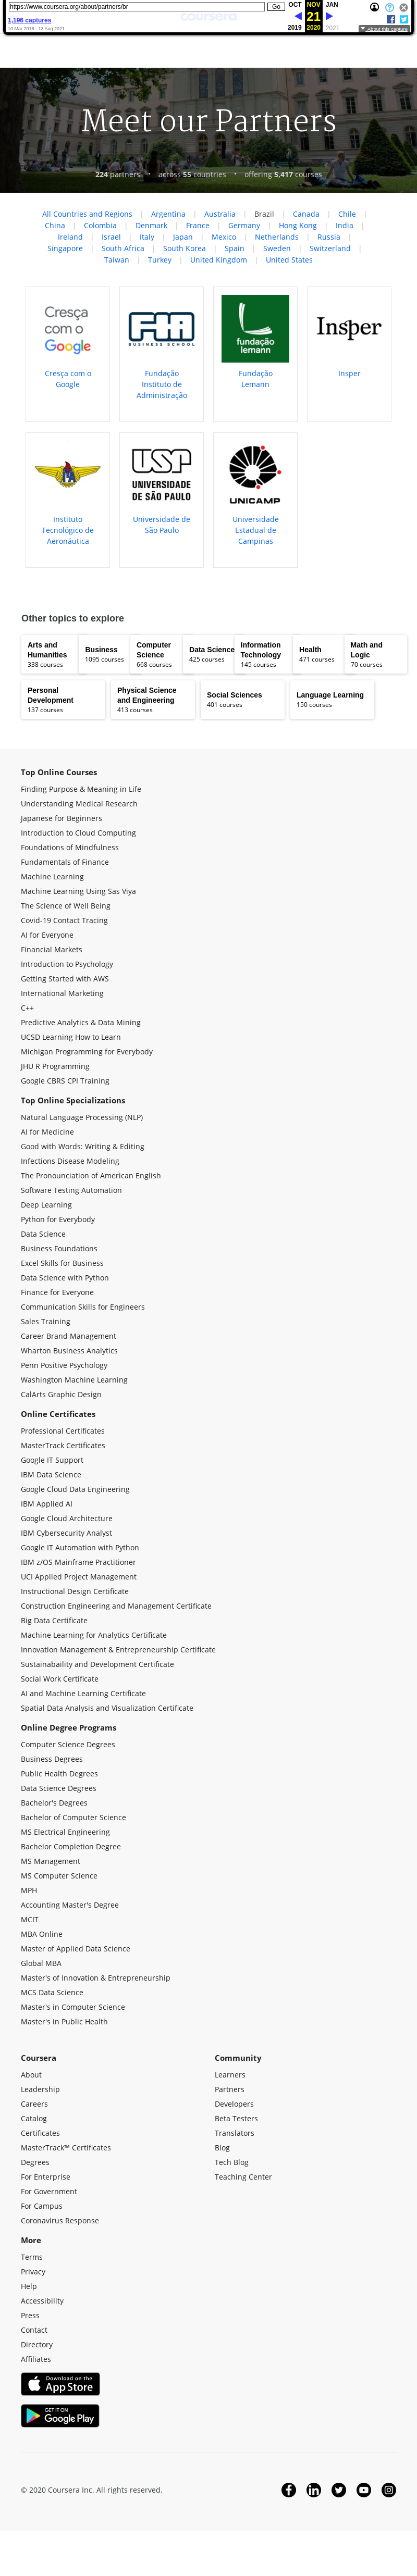 https://www.coursera.org/about/partners/br
Go
OCT NOV JAN
1,196 captures
21
10 Mar 2018 - 13 Aug 2021
2019 2020 2021
About this capture
coursera
Meet our Partners
224 partners • across 55 countries • offering 5,417 courses
All Countries and Regions | Argentina | Australia | Brazil | Canada | Chile |
China | Colombia | Denmark | France | Germany | Hong Kong | India |
Ireland | Israel | Italy | Japan | Mexico | Netherlands | Russia |
Singapore | South Africa | South Korea | Spain | Sweden | Switzerland |
Taiwan | Turkey | United Kingdom | United States
Cresça
com o
Google
Cresça com o
Google
FIA
BUSINESS SCHOOL
Fundação
Instituto de
Administração
fundação
lemann
Fundação
Lemann
Insper
Insper
Instituto
Tecnológico de
Aeronáutica
USP
UNIVERSIDADE
DE SÃO PAULO
Universidade de
São Paulo
UNICAMP
Universidade
Estadual de
Campinas
Other topics to explore
Arts and
Humanities
338 courses
Business
1095 courses
Computer
Science
668 courses
Data Science
425 courses
Information
Technology
145 courses
Health
471 courses
Math and
Logic
70 courses
Personal
Development
137 courses
Physical Science
and Engineering
413 courses
Social Sciences
401 courses
Language Learning
150 courses
Top Online Courses
Finding Purpose & Meaning in Life
Understanding Medical Research
Japanese for Beginners
Introduction to Cloud Computing
Foundations of Mindfulness
Fundamentals of Finance
Machine Learning
Machine Learning Using Sas Viya
The Science of Well Being
Covid-19 Contact Tracing
AI for Everyone
Financial Markets
Introduction to Psychology
Getting Started with AWS
International Marketing
C++
Predictive Analytics & Data Mining
UCSD Learning How to Learn
Michigan Programming for Everybody
JHU R Programming
Google CBRS CPI Training
Top Online Specializations
Natural Language Processing (NLP)
AI for Medicine
Good with Words: Writing & Editing
Infections Disease Modeling
The Pronounciation of American English
Software Testing Automation
Deep Learning
Python for Everybody
Data Science
Business Foundations
Excel Skills for Business
Data Science with Python
Finance for Everyone
Communication Skills for Engineers
Sales Training
Career Brand Management
Wharton Business Analytics
Penn Positive Psychology
Washington Machine Learning
CalArts Graphic Design
Online Certificates
Professional Certificates
MasterTrack Certificates
Google IT Support
IBM Data Science
Google Cloud Data Engineering
IBM Applied AI
Google Cloud Architecture
IBM Cybersecurity Analyst
Google IT Automation with Python
IBM z/OS Mainframe Practitioner
UCI Applied Project Management
Instructional Design Certificate
Construction Engineering and Management Certificate
Big Data Certificate
Machine Learning for Analytics Certificate
Innovation Management & Entrepreneurship Certificate
Sustainabaility and Development Certificate
Social Work Certificate
AI and Machine Learning Certificate
Spatial Data Analysis and Visualization Certificate
Online Degree Programs
Computer Science Degrees
Business Degrees
Public Health Degrees
Data Science Degrees
Bachelor's Degrees
Bachelor of Computer Science
MS Electrical Engineering
Bachelor Completion Degree
MS Management
MS Computer Science
MPH
Accounting Master's Degree
MCIT
MBA Online
Master of Applied Data Science
Global MBA
Master's of Innovation & Entrepreneurship
MCS Data Science
Master's in Computer Science
Master's in Public Health
Coursera
About
Leadership
Careers
Catalog
Certificates
MasterTrack™ Certificates
Degrees
For Enterprise
For Government
For Campus
Coronavirus Response
Community
Learners
Partners
Developers
Beta Testers
Translators
Blog
Tech Blog
Teaching Center
More
Terms
Privacy
Help
Accessibility
Press
Contact
Directory
Affiliates
Download on the
App Store
GET IT ON
Google Play
© 2020 Coursera Inc. All rights reserved.